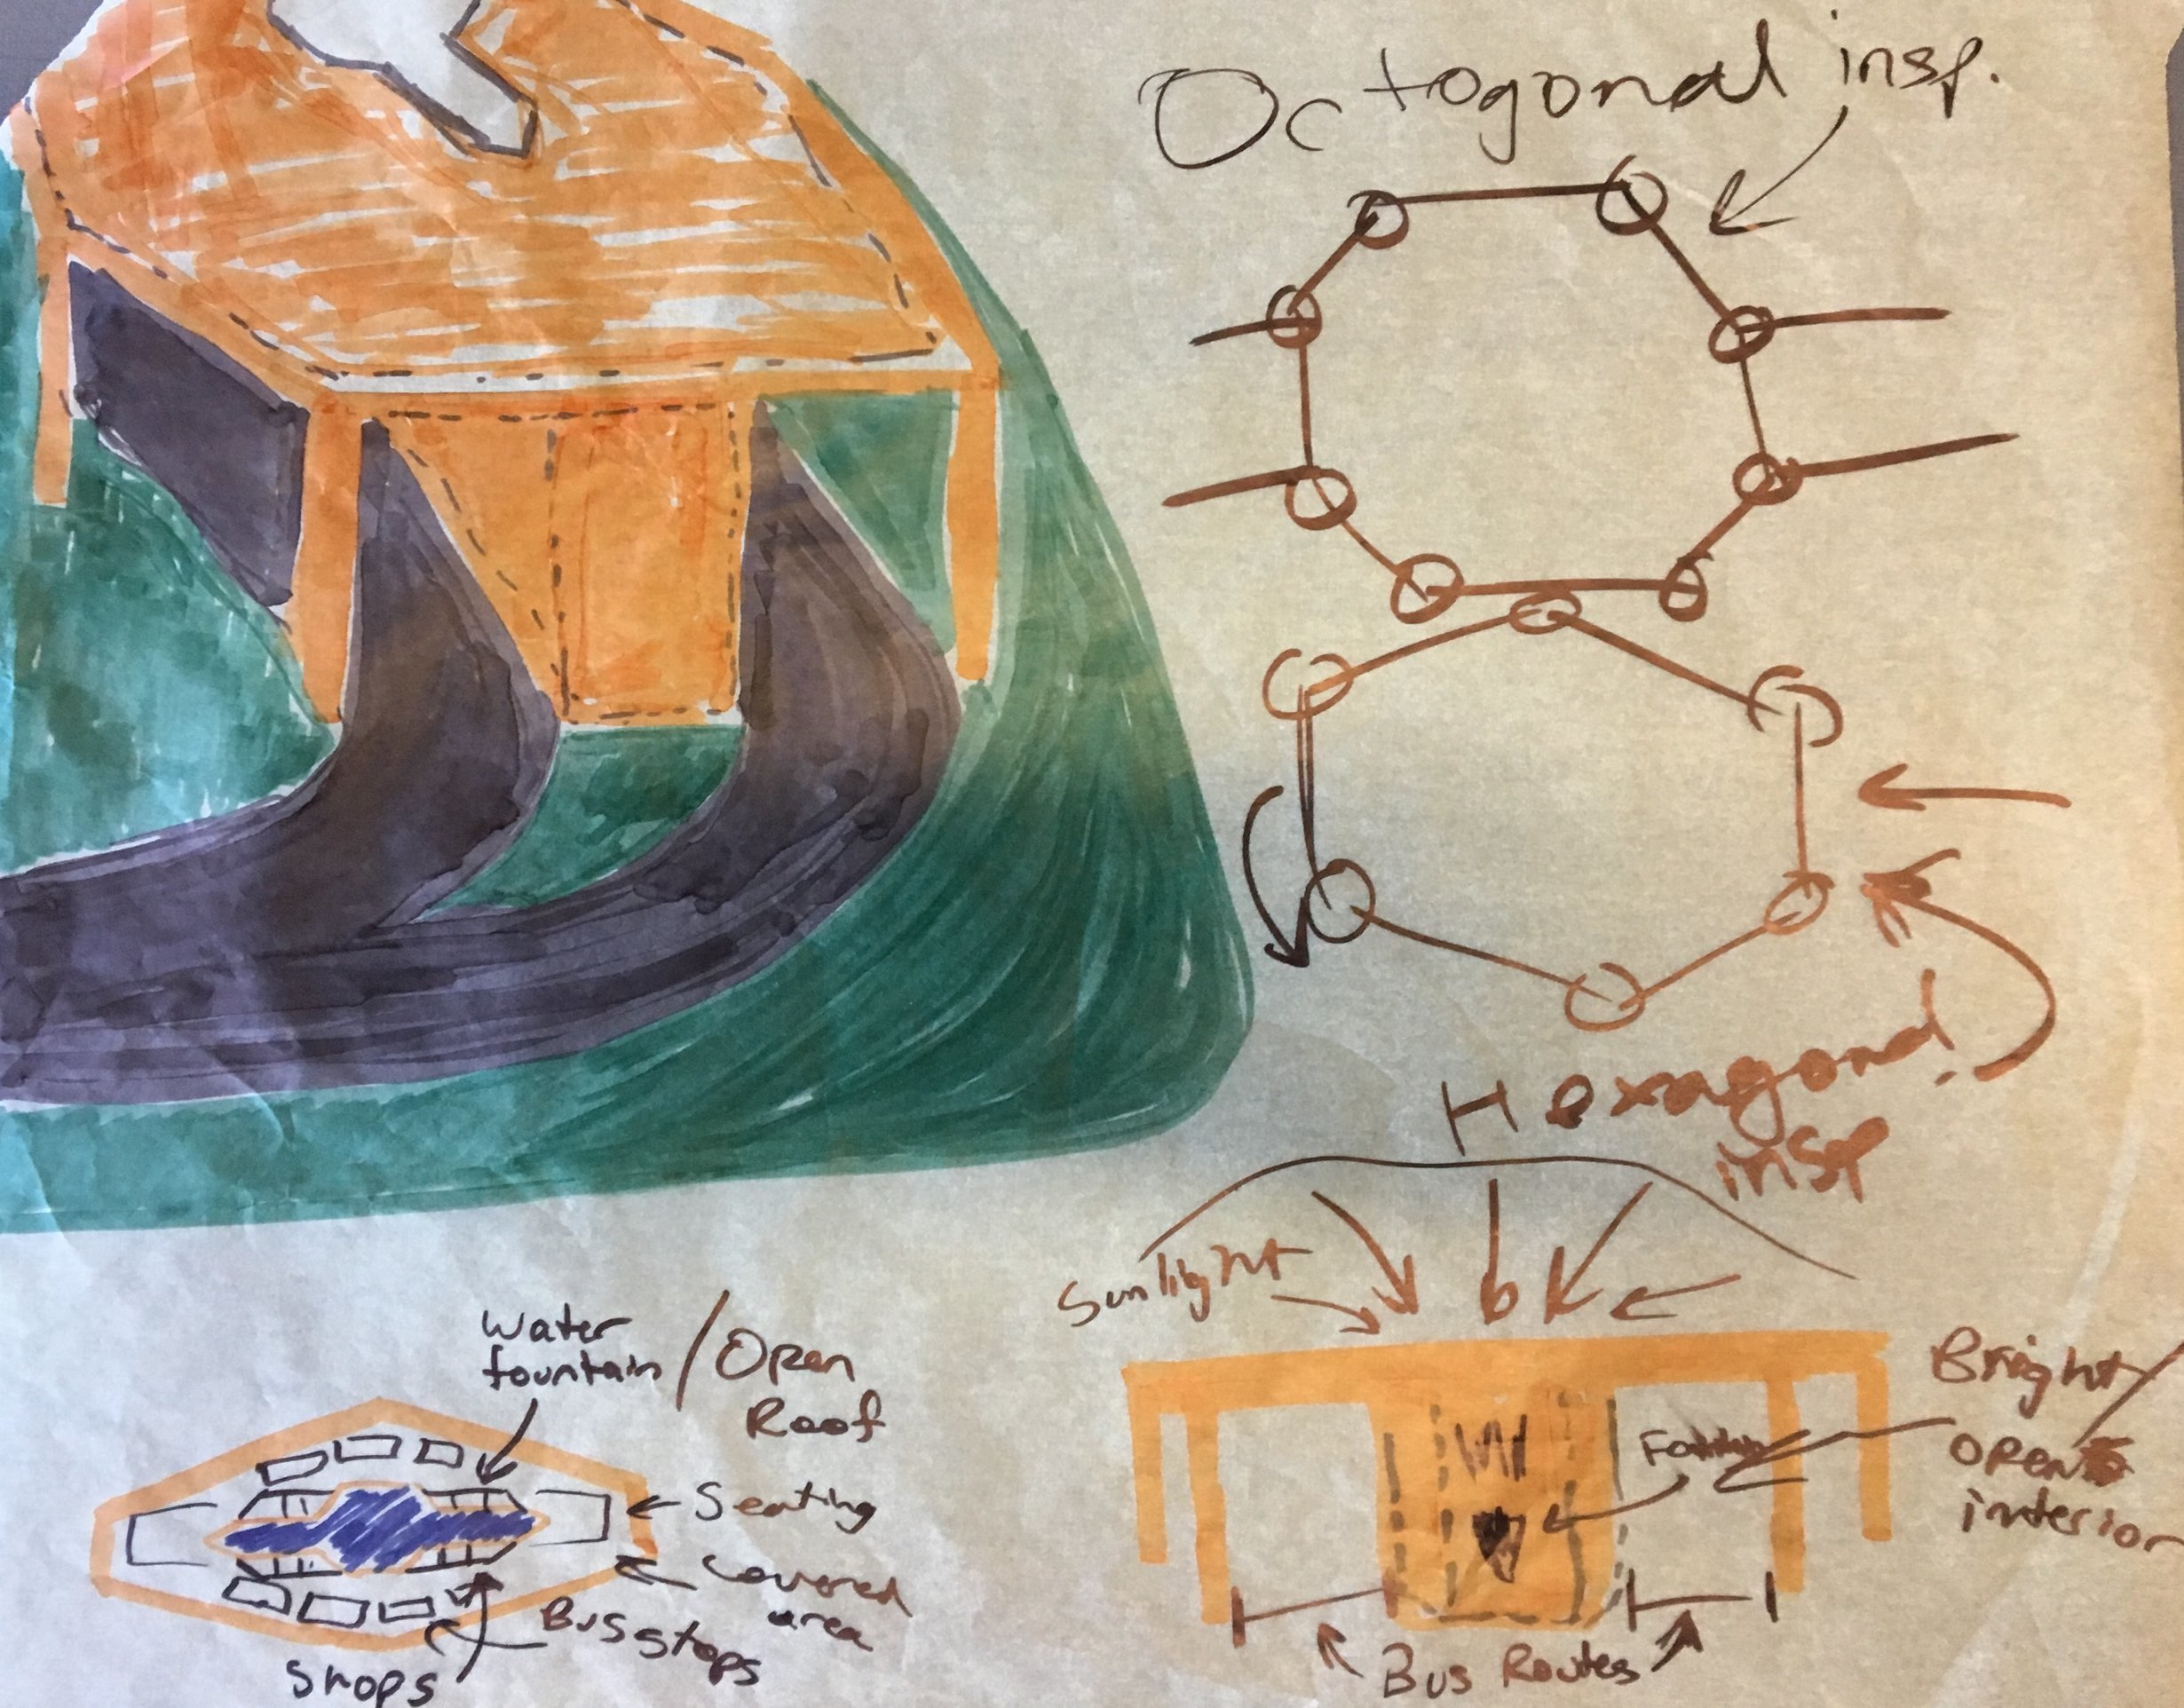 Octogonal insp.
Hexagonal
insp
Sunlight
Bright/
open
interior
Bus Routes
Water
fountain / Open
Roof
Seating
Covered
area
Bus stops
Shops